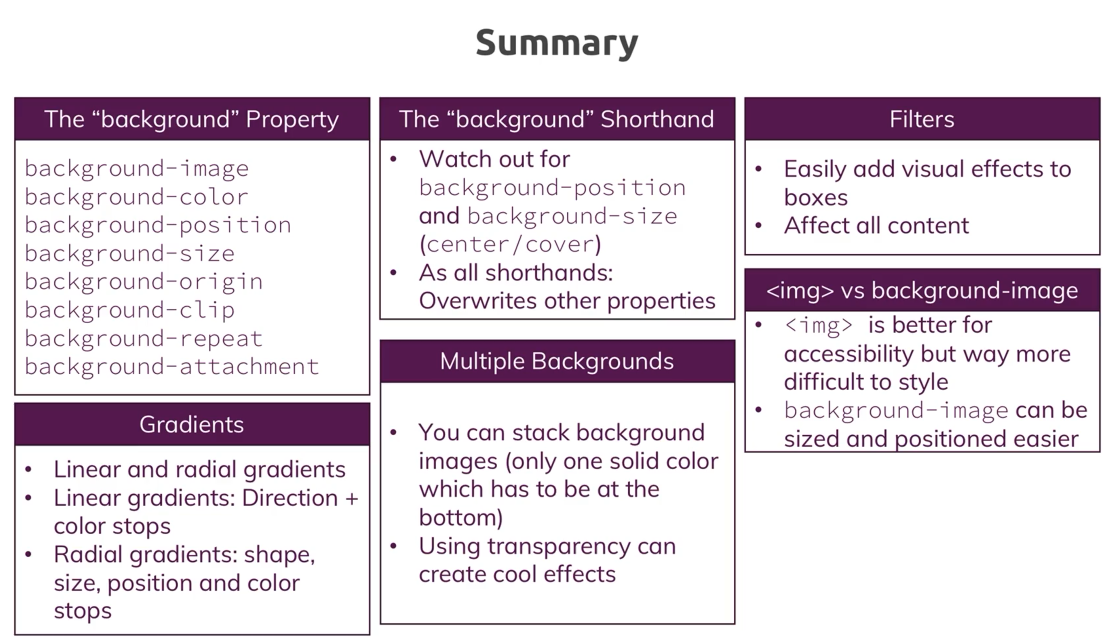 Summary
The “background” Property
background-image
background-color
background-position
background-size
background-origin
background-clip
background-repeat
background-attachment
Gradients
• Linear and radial gradients
• Linear gradients: Direction +
color stops
• Radial gradients: shape,
size, position and color
stops
The “background” Shorthand
• Watch out for
background-position
and background-size
(center/cover)
• As all shorthands:
Overwrites other properties
Multiple Backgrounds
• You can stack background
images (only one solid color
which has to be at the
bottom)
• Using transparency can
create cool effects
Filters
• Easily add visual effects to
boxes
• Affect all content
<img> vs background-image
• <img> is better for
accessibility but way more
difficult to style
• background-image can be
sized and positioned easier